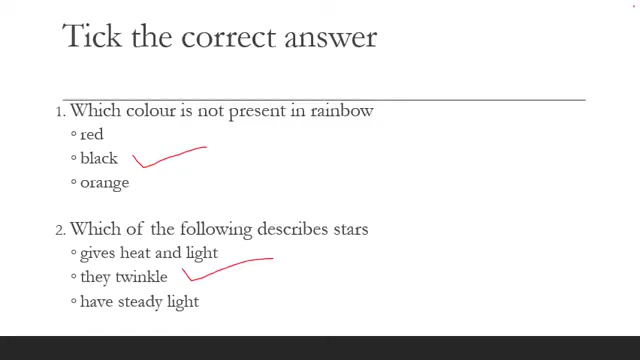 Tick the correct answer
1. Which colour is not present in rainbow
◦ red
◦ black
◦ orange
2. Which of the following describes stars
◦ gives heat and light
◦ they twinkle
◦ have steady light